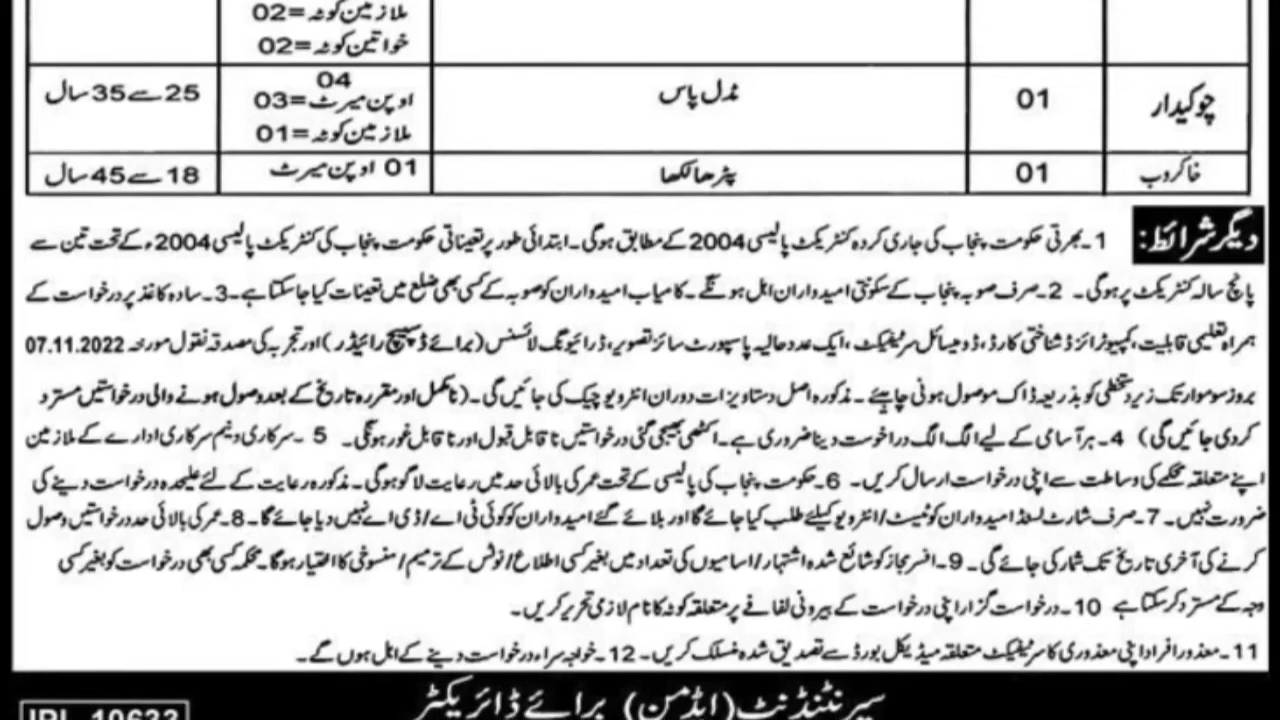 ملازمین کوٹہ=02
خواتین کوٹہ=02
چوکیدار 01 مڈل پاس 04 25 سے 35 سال
اوپن میرٹ=03
ملازمین کوٹہ=01
خاکروب 01 پڑھا لکھا 01 اوپن میرٹ 18 سے 45 سال
دیگر شرائط: 1۔بھرتی حکومت پنجاب کی جاری کردہ کنٹریکٹ پالیسی 2004 کے مطابق ہوگی۔ابتدائی طور پر تعیناتی حکومت پنجاب کی کنٹریکٹ پالیسی 2004ء کے تحت تین سے
پانچ سالہ کنٹریکٹ پر ہوگی۔ 2۔صرف صوبہ پنجاب کے سکونتی امیدواران اہل ہونگے۔کامیاب امیدواران کو صوبہ کے کسی بھی ضلع میں تعینات کیا جاسکتا ہے۔3۔سادہ کاغذ پر درخواست کے
ہمراہ تعلیمی قابلیت، کمپیوٹرائزڈ شناختی کارڈ، ڈومیسائل سرٹیفکیٹ، ایک عدد حالیہ پاسپورٹ سائز تصویر، ڈرائیونگ لائسنس (برائے ڈسپیچ رائیڈر) اور تجربہ کی مصدقہ نقول مورخہ 07.11.2022
بروز سوموار تک زیر دستخطی کو بذریعہ ڈاک موصول ہونی چاہئے۔مذکورہ اصل دستاویزات دوران انٹرویو چیک کی جائیں گی۔(نامکمل اور مقررہ تاریخ کے بعد وصول ہونے والی درخواستیں مسترد
کردی جائیں گی) 4۔ہر آسامی کے لیے الگ الگ دراخوست دینا ضروری ہے۔اکٹھی بھیجی گئی درخواستیں ناقابل قبول اور ناقابل غور ہونگی۔ 5 ۔سرکاری ونیم سرکاری ادارے کے ملازمین
اپنے متعلقہ محکمے کی وساطت سے اپنی درخواست ارسال کریں۔ 6۔حکومت پنجاب کی پالیسی کے تحت عمر کی بالائی حد میں رعایت لاگو ہوگی۔مذکورہ رعایت کے لئے علیحدہ درخواست دینے کی
ضرورت نہیں۔ 7۔صرف شارٹ لسٹڈ امیدواران کو ٹیسٹ/انٹرویو کیلئے طلب کیا جائے گا اور بلائے گئے امیدواران کو کوئی ٹی اے/ڈی اے نہیں دیا جائے گا۔8۔عمر کی بالائی حد درخواستیں وصول
کرنے کی آخری تاریخ تک شمار کی جائے گی۔ 9۔افسر مجاز کو شائع شدہ اشتہار/اسامیوں کی تعداد میں بغیر کسی اطلاع/نوٹس کے ترمیم/منسوخی کا اختیار ہوگا۔محکمہ کسی بھی درخواست کو بغیر کسی
وجہ کے مسترد کرسکتا ہے 10۔درخواست گزار اپنی درخواست کے بیرونی لفافے پر متعلقہ کوٹہ کا نام لازمی تحریر کریں۔
11۔معذور افراد اپنی معذوری کا سرٹیفکیٹ متعلقہ میڈیکل بورڈ سے تصدیق شدہ منسلک کریں۔12۔خواجہ سراء درخواست دینے کے اہل ہوں گے۔
سپرنٹنڈنٹ (ایڈمن) برائے ڈائریکٹر
IPL-10633